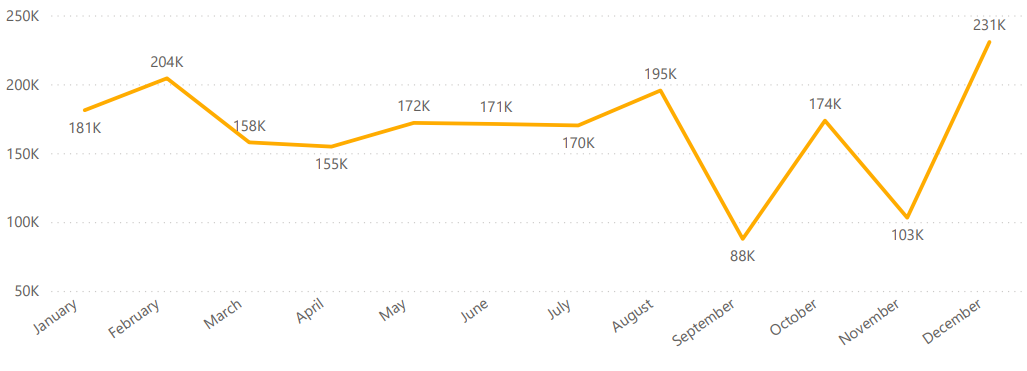 250K
200K
150K
100K
50K
181K
204K
158K
155K
172K
171K
170K
195K
88K
174K
103K
231K
January
February
March
April
May
June
July
August
September
October
November
December